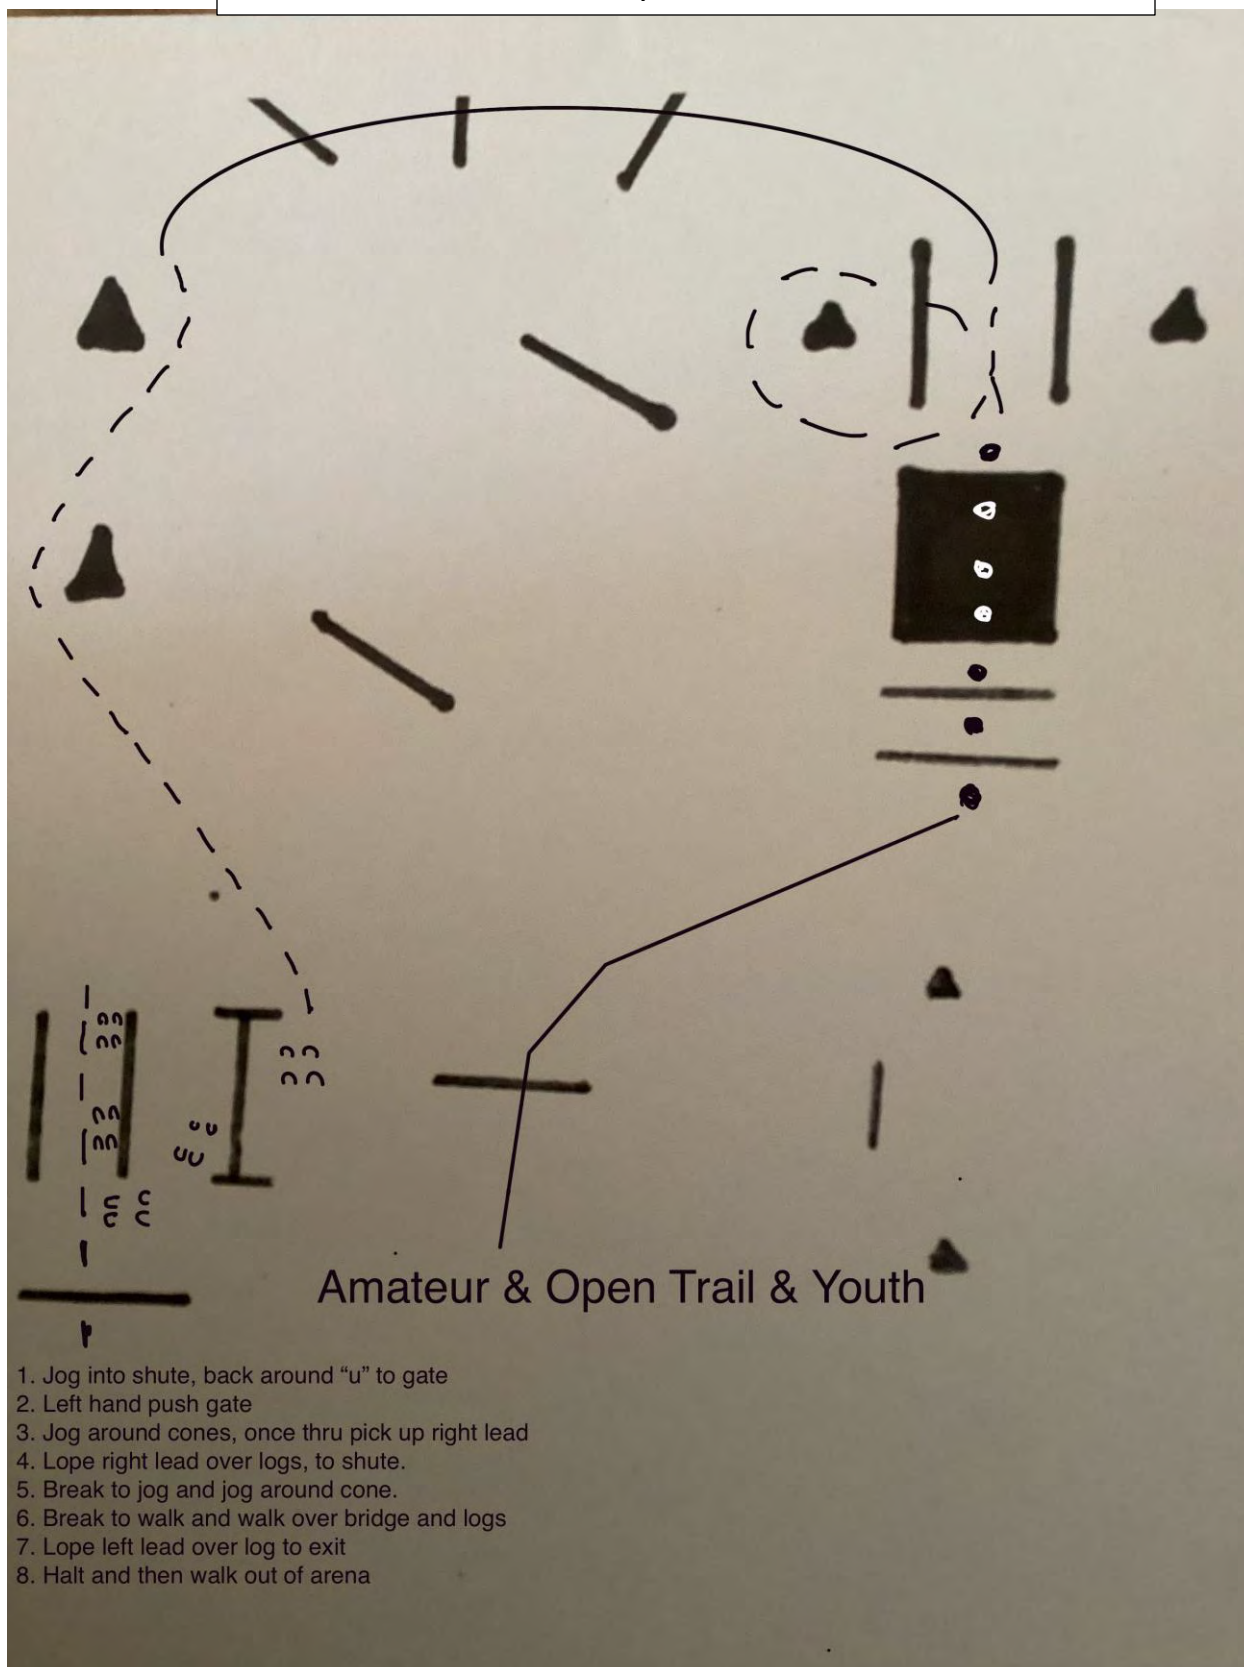 Amateur & Open Trail & Youth
1. Jog into shute, back around “u” to gate
2. Left hand push gate
3. Jog around cones, once thru pick up right lead
4. Lope right lead over logs, to shute.
5. Break to jog and jog around cone.
6. Break to walk and walk over bridge and logs
7. Lope left lead over log to exit
8. Halt and then walk out of arena